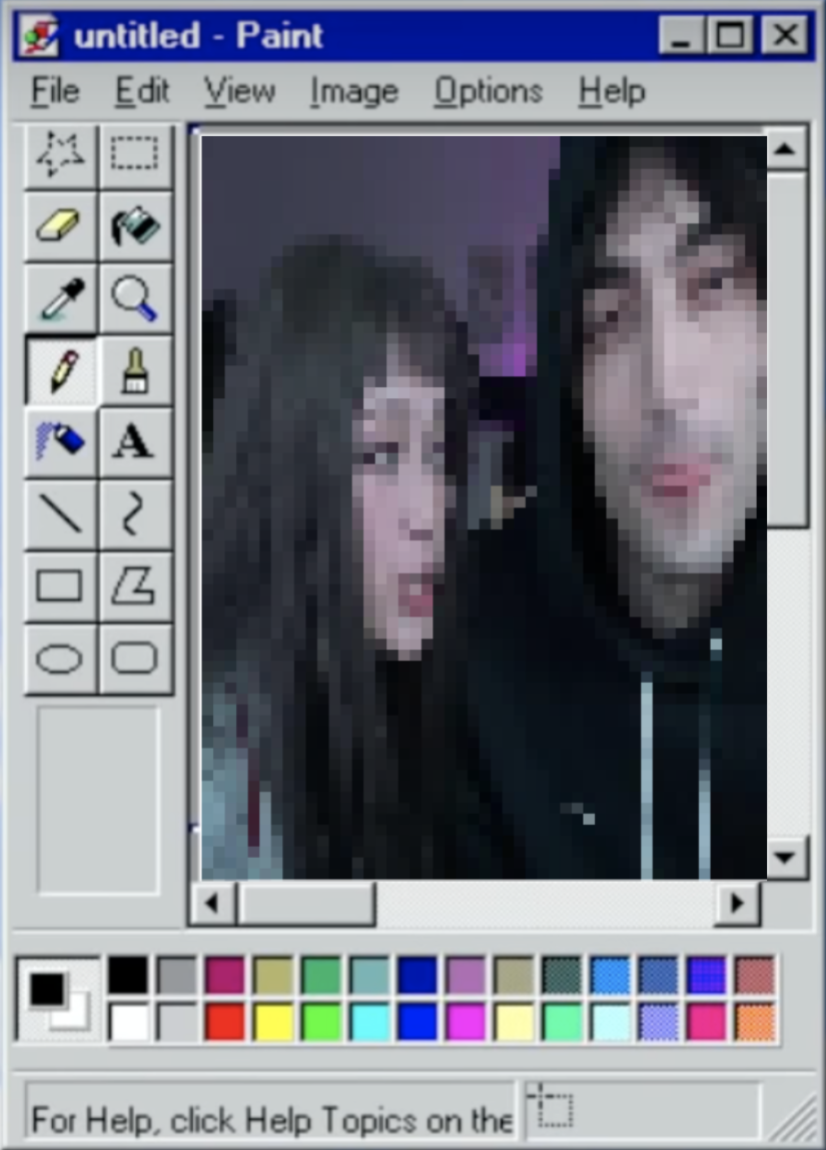 untitled - Paint
File Edit View Image Options Help
A
For Help, click Help Topics on the